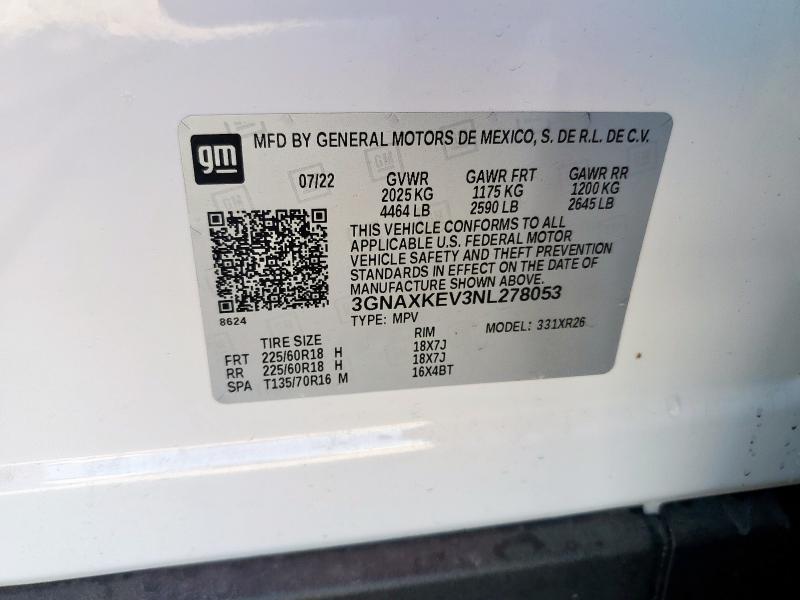 gm MFD BY GENERAL MOTORS DE MEXICO, S. DE R.L. DE C.V.
07/22 GVWR GAWR FRT GAWR RR
2025 KG 1175 KG 1200 KG
4464 LB 2590 LB 2645 LB
THIS VEHICLE CONFORMS TO ALL
APPLICABLE U.S. FEDERAL MOTOR
VEHICLE SAFETY AND THEFT PREVENTION
STANDARDS IN EFFECT ON THE DATE OF
MANUFACTURE SHOWN ABOVE.
3GNAXKEV3NL278053
8624
TYPE: MPV MODEL: 331XR26
TIRE SIZE RIM
FRT 225/60R18 H 18X7J
RR 225/60R18 H 18X7J
SPA T135/70R16 M 16X4BT